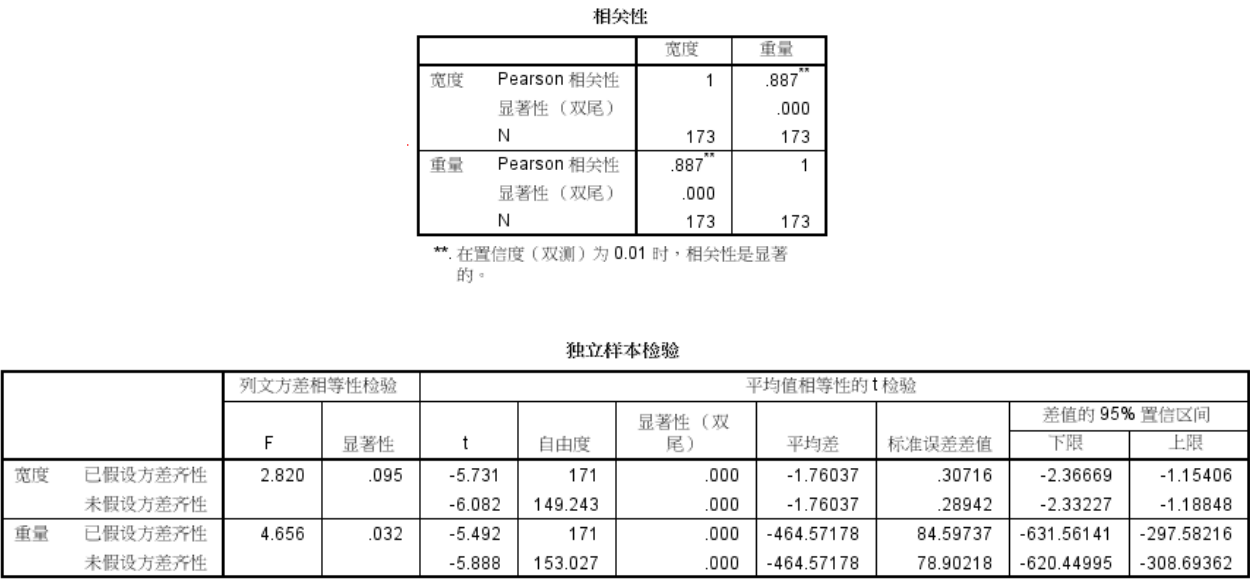 相关性
宽度 重量
宽度 Pearson 相关性 1 .887**
显著性（双尾） .000
N 173 173
重量 Pearson 相关性 .887** 1
显著性（双尾） .000
N 173 173
**. 在置信度（双测）为 0.01 时，相关性是显著
的。
独立样本检验
列文方差相等性检验 平均值相等性的 t 检验
F 显著性 t 自由度 显著性（双
尾） 平均差 标准误差差值 差值的 95% 置信区间
下限 上限
宽度 已假设方差齐性 2.820 .095 -5.731 171 .000 -1.76037 .30716 -2.36669 -1.15406
未假设方差齐性 -6.082 149.243 .000 -1.76037 .28942 -2.33227 -1.18848
重量 已假设方差齐性 4.656 .032 -5.492 171 .000 -464.57178 84.59737 -631.56141 -297.58216
未假设方差齐性 -5.888 153.027 .000 -464.57178 78.90218 -620.44995 -308.69362